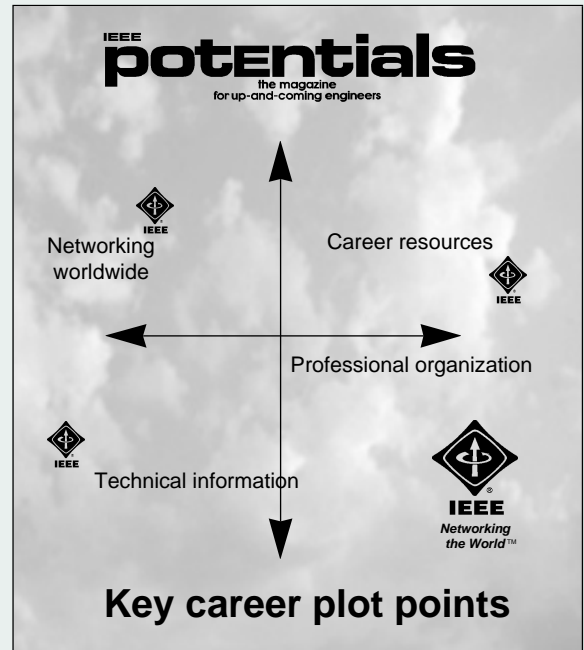 IEEE
potentials
the magazine
for up-and-coming engineers
IEEE
Networking
worldwide
Career resources
IEEE
Professional organization
IEEE
Technical information
IEEE
Networking
the World™
Key career plot points